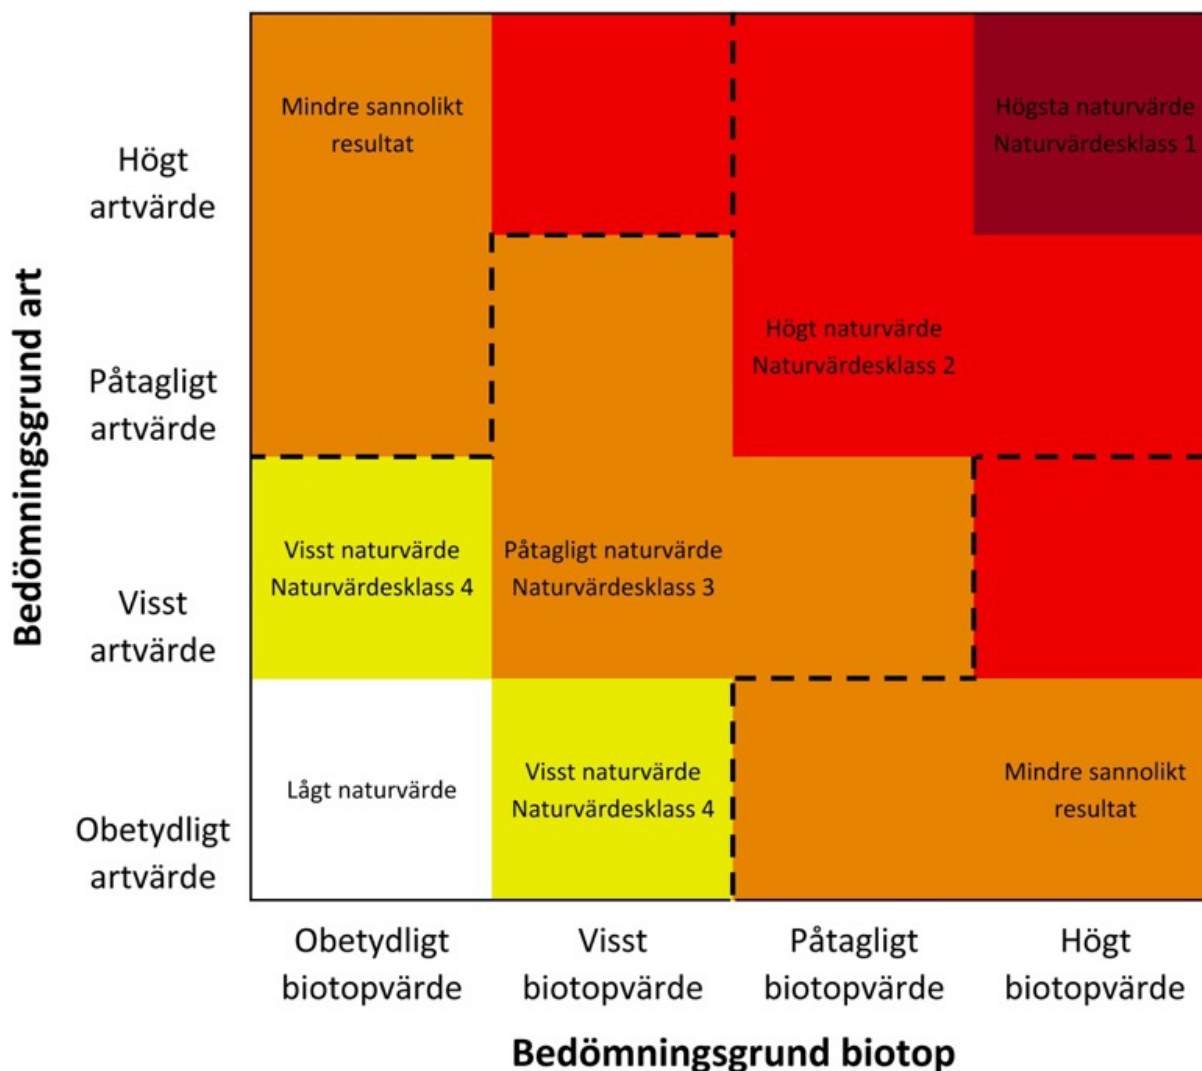 Bedömningsgrund art
Högt
artvärde
Mindre sannolikt
resultat
Högsta naturvärde
Naturvärdesklass 1
Påtagligt
artvärde
Högt naturvärde
Naturvärdesklass 2
Visst
artvärde
Visst naturvärde
Naturvärdesklass 4
Påtagligt naturvärde
Naturvärdesklass 3
Obetydligt
artvärde
Lågt naturvärde
Visst naturvärde
Naturvärdesklass 4
Mindre sannolikt
resultat
Obetydligt
biotopvärde
Visst
biotopvärde
Påtagligt
biotopvärde
Högt
biotopvärde
Bedömningsgrund biotop